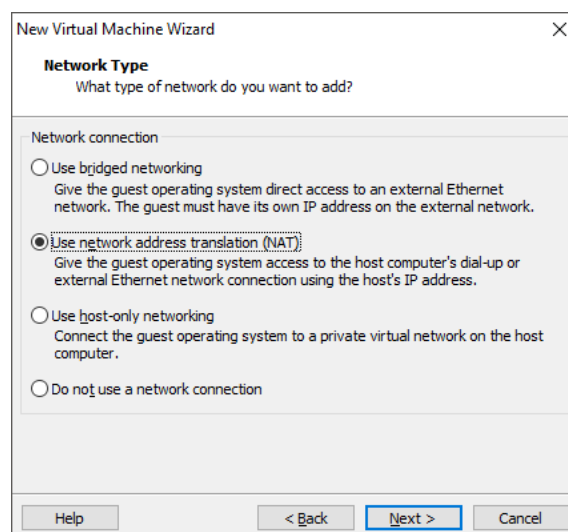 New Virtual Machine Wizard
Network Type
What type of network do you want to add?
Network connection
Use bridged networking
Give the guest operating system direct access to an external Ethernet
network. The guest must have its own IP address on the external network.
Use network address translation (NAT)
Give the guest operating system access to the host computer's dial-up or
external Ethernet network connection using the host's IP address.
Use host-only networking
Connect the guest operating system to a private virtual network on the host
computer.
Do not use a network connection
Help
< Back
Next >
Cancel